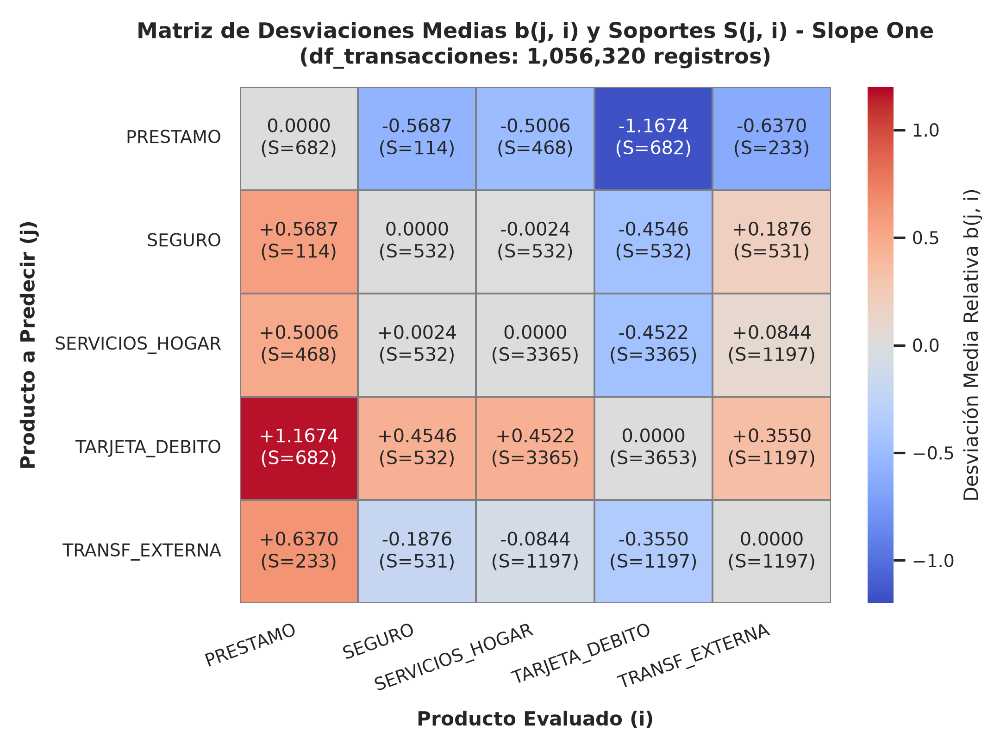 Matriz de Desviaciones Medias b(j, i) y Soportes S(j, i) - Slope One
(df_transacciones: 1,056,320 registros)
Producto a Predecir (j)
PRESTAMO
0.0000
(S=682)
-0.5687
(S=114)
-0.5006
(S=468)
-1.1674
(S=682)
-0.6370
(S=233)
SEGURO
+0.5687
(S=114)
0.0000
(S=532)
-0.0024
(S=532)
-0.4546
(S=532)
+0.1876
(S=531)
SERVICIOS_HOGAR
+0.5006
(S=468)
+0.0024
(S=532)
0.0000
(S=3365)
-0.4522
(S=3365)
+0.0844
(S=1197)
TARJETA_DEBITO
+1.1674
(S=682)
+0.4546
(S=532)
+0.4522
(S=3365)
0.0000
(S=3653)
+0.3550
(S=1197)
TRANSF_EXTERNA
+0.6370
(S=233)
-0.1876
(S=531)
-0.0844
(S=1197)
-0.3550
(S=1197)
0.0000
(S=1197)
PRESTAMO
SEGURO
SERVICIOS_HOGAR
TARJETA_DEBITO
TRANSF_EXTERNA
Producto Evaluado (i)
1.0
0.5
0.0
−0.5
−1.0
Desviación Media Relativa b(j, i)